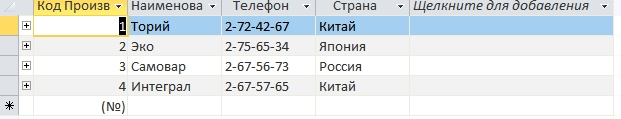 Код Произв Наименова Телефон Страна Щелкните для добавления
1 Торий 2-72-42-67 Китай
2 Эко 2-75-65-34 Япония
3 Самовар 2-67-56-73 Россия
4 Интеграл 2-67-57-65 Китай
(№)